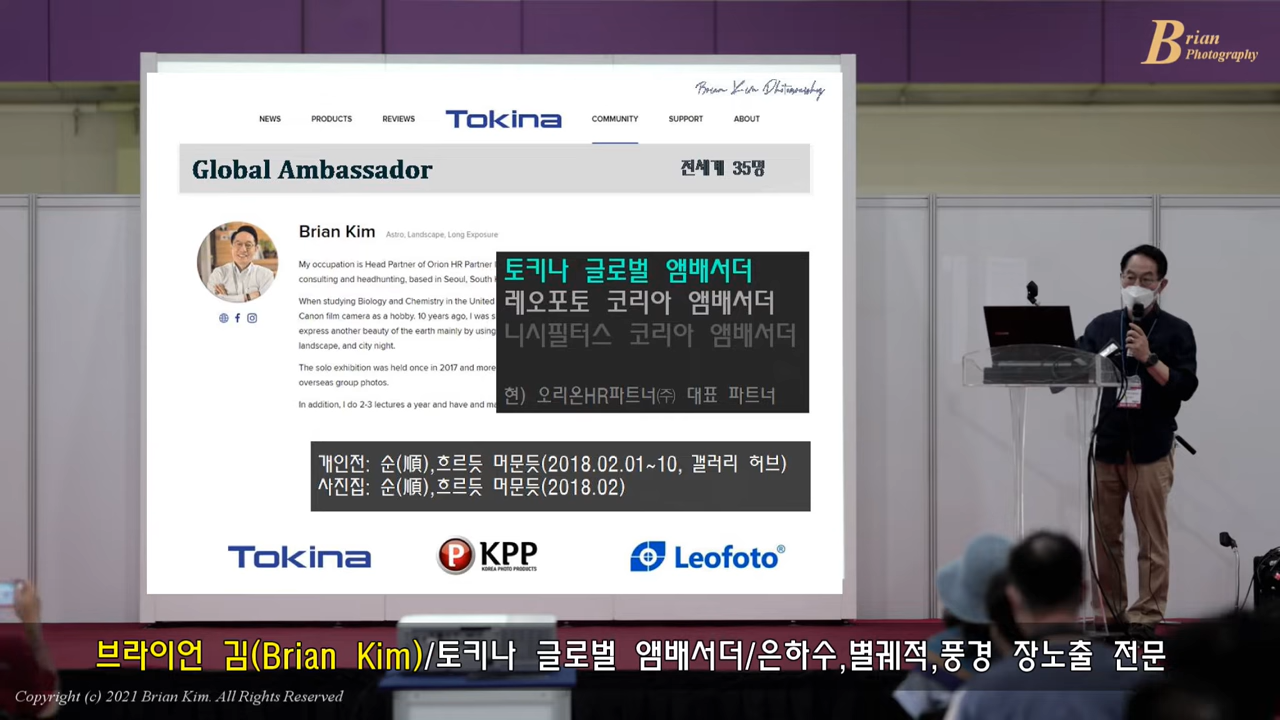 Brian
Photography
Brian Kim Photography
NEWS PRODUCTS REVIEWS Tokina COMMUNITY SUPPORT ABOUT
Global Ambassador 전세계 35명
Brian Kim Astro, Landscape, Long Exposure
My occupation is Head Partner of Orion HR Partner
consulting and headhunting, based in Seoul, South
When studying Biology and Chemistry in the United
Canon film camera as a hobby. 10 years ago, I was
express another beauty of the earth mainly by using
landscape, and city night.
The solo exhibition was held once in 2017 and more
overseas group photos.
In addition, I do 2-3 lectures a year and have and
토키나 글로벌 앰배서더
레오포토 코리아 앰배서더
니시필터스 코리아 앰배서더
현) 오리온HR파트너㈜ 대표 파트너
개인전: 순(順),흐르듯 머문듯(2018.02.01~10, 갤러리 허브)
사진집: 순(順),흐르듯 머문듯(2018.02)
Tokina KPP Leofoto®
KOREA PHOTO PRODUCTS
브라이언 김(Brian Kim)/토키나 글로벌 앰배서더/은하수,별궤적,풍경 장노출 전문
Copyright (c) 2021 Brian Kim. All Rights Reserved